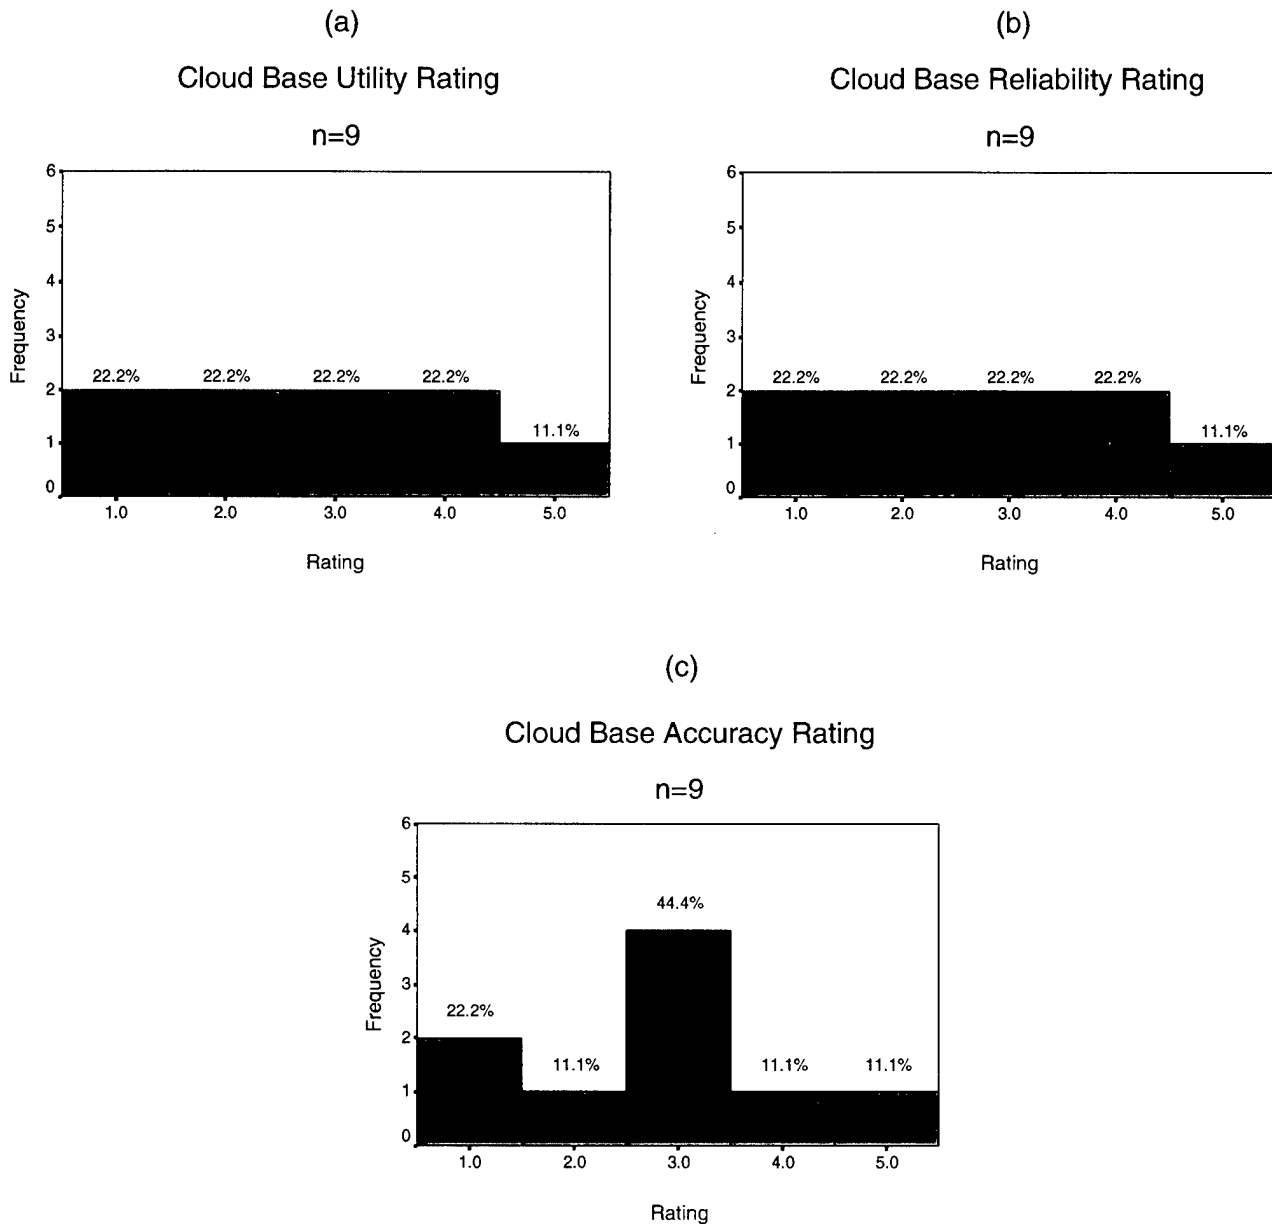 (a)
Cloud Base Utility Rating
n=9
6
5
4
3
2
1
0
Frequency
22.2% 22.2% 22.2% 22.2%
11.1%
1.0 2.0 3.0 4.0 5.0
Rating
(b)
Cloud Base Reliability Rating
n=9
6
5
4
3
2
1
0
Frequency
22.2% 22.2% 22.2% 22.2%
11.1%
1.0 2.0 3.0 4.0 5.0
Rating
(c)
Cloud Base Accuracy Rating
n=9
6
5
4
3
2
1
0
Frequency
44.4%
22.2%
11.1% 11.1% 11.1%
1.0 2.0 3.0 4.0 5.0
Rating